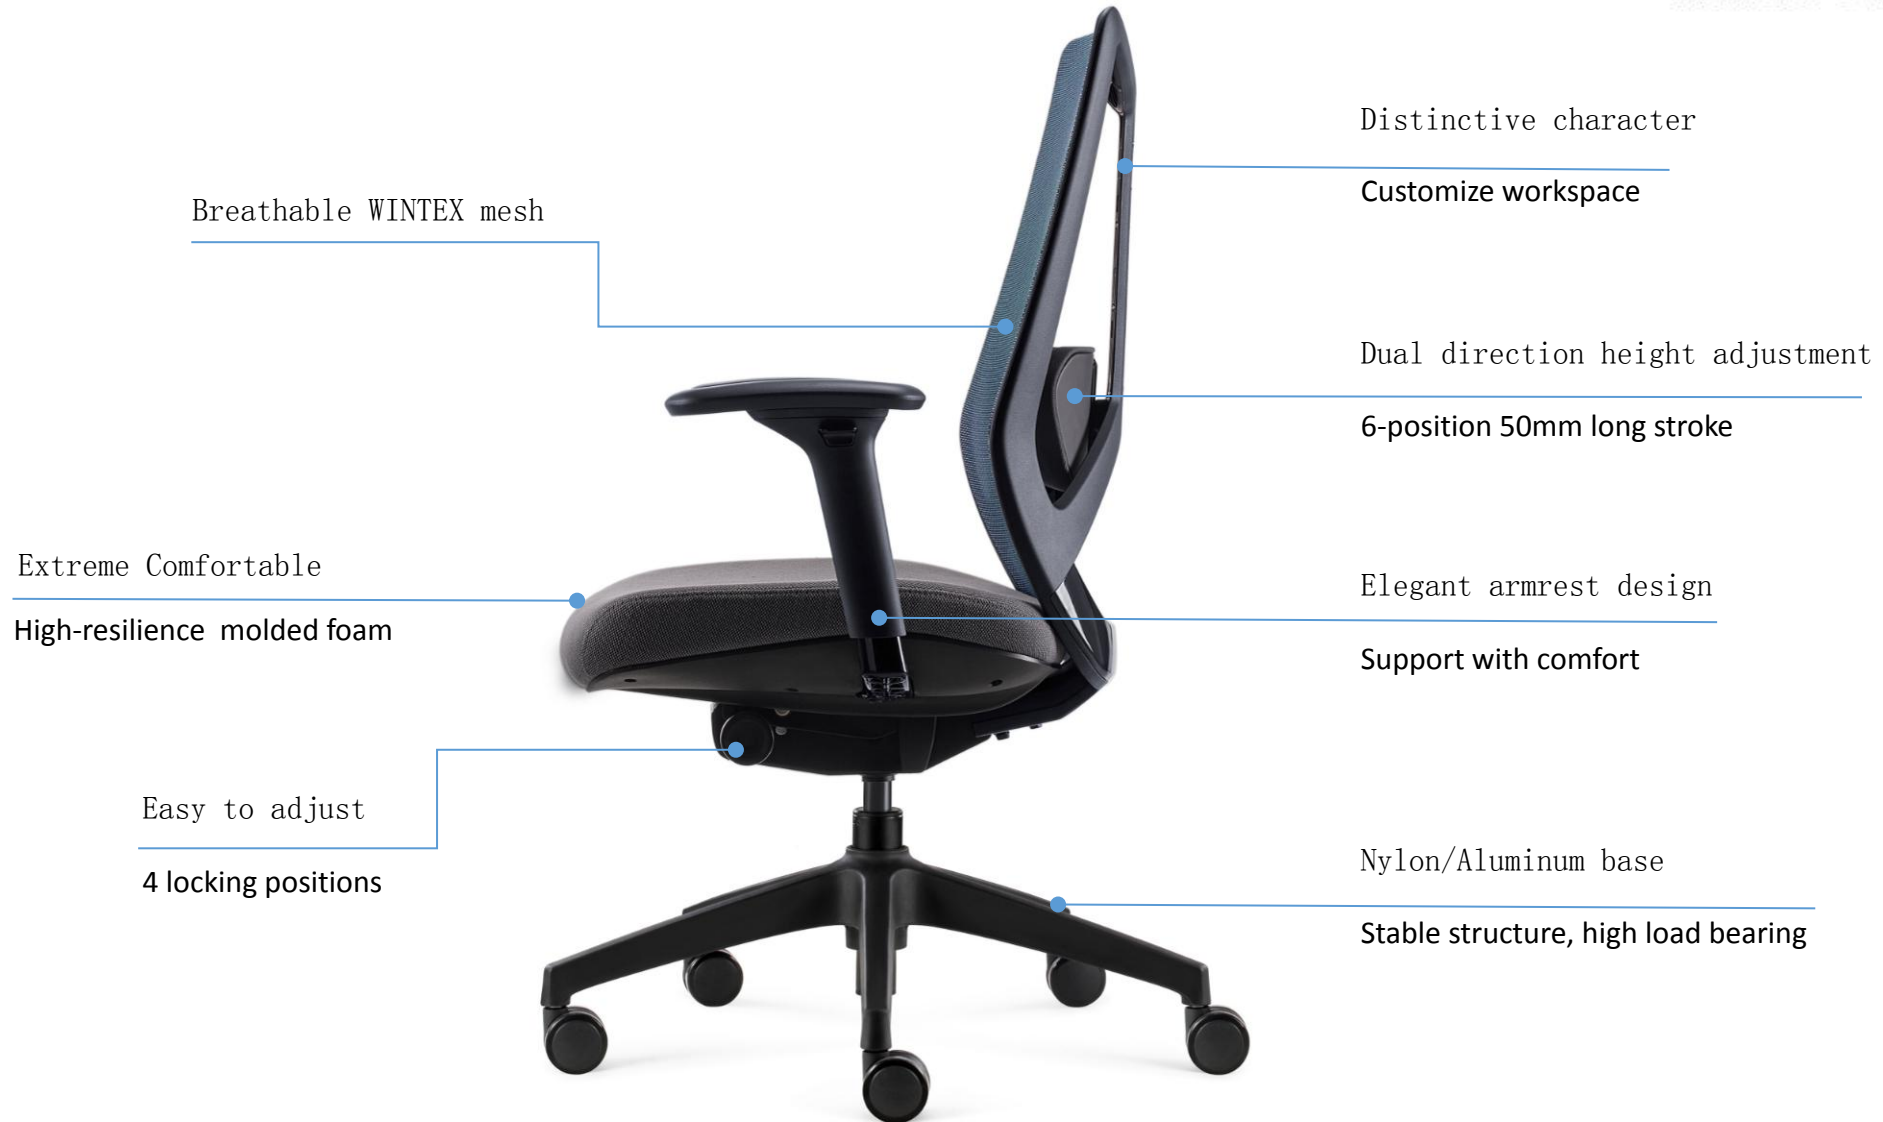 Distinctive character
Customize workspace
Breathable WINTEX mesh
Dual direction height adjustment
6-position 50mm long stroke
Extreme Comfortable
High-resilience  molded foam
Elegant armrest design
Support with comfort
Easy to adjust
4 locking positions
Nylon/Aluminum base
Stable structure, high load bearing